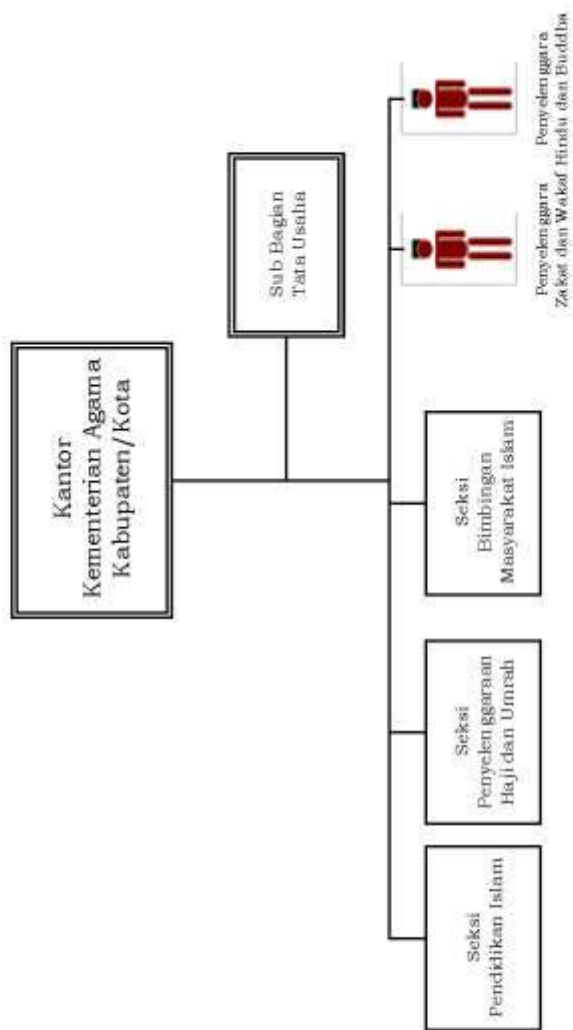 Kantor
Kementerian Agama
Kabupaten/Kota
Sub Bagian
Tata Usaha
Seksi
Pendidikan Islam
Seksi
Penyelenggaraan
Haji dan Umrah
Seksi
Bimbingan
Masyarakat Islam
Penyelenggara
Zakat dan Wakaf
Penyelenggara
Hindu dan Buddha